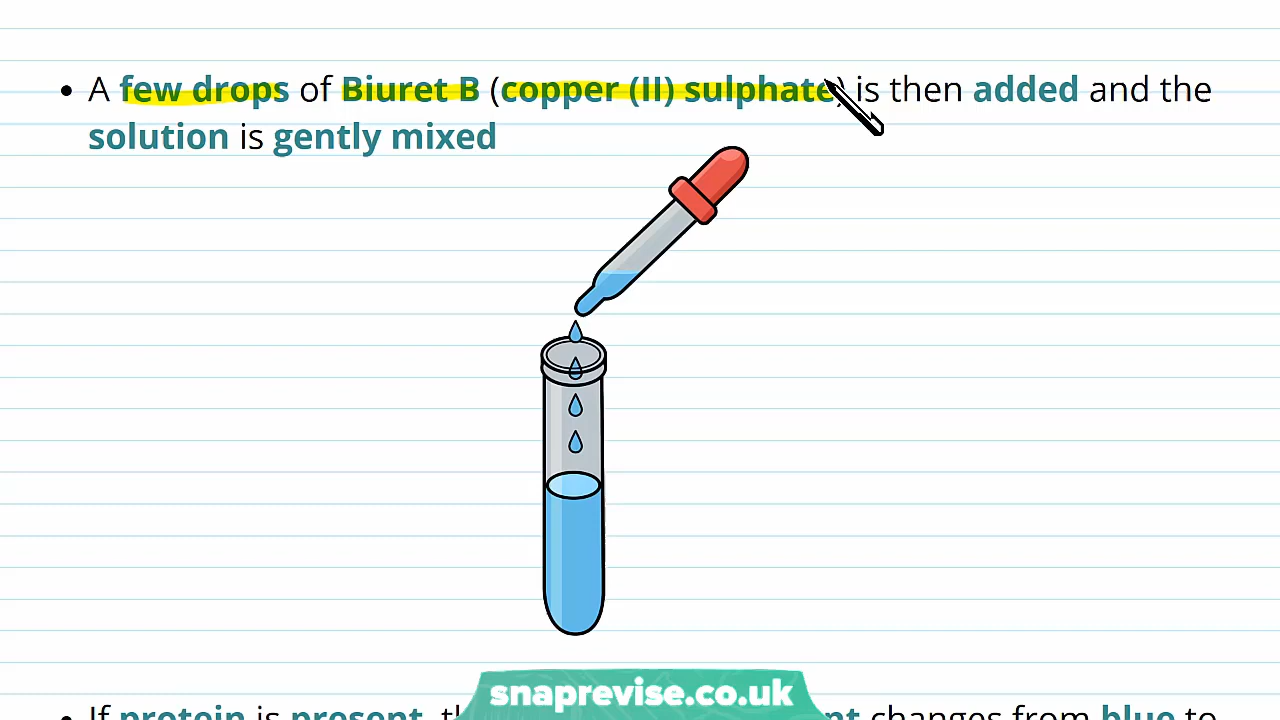 • A few drops of Biuret B (copper (II) sulphate) is then added and the
solution is gently mixed
snaprevise.co.uk
• If protein is present, changes from blue to